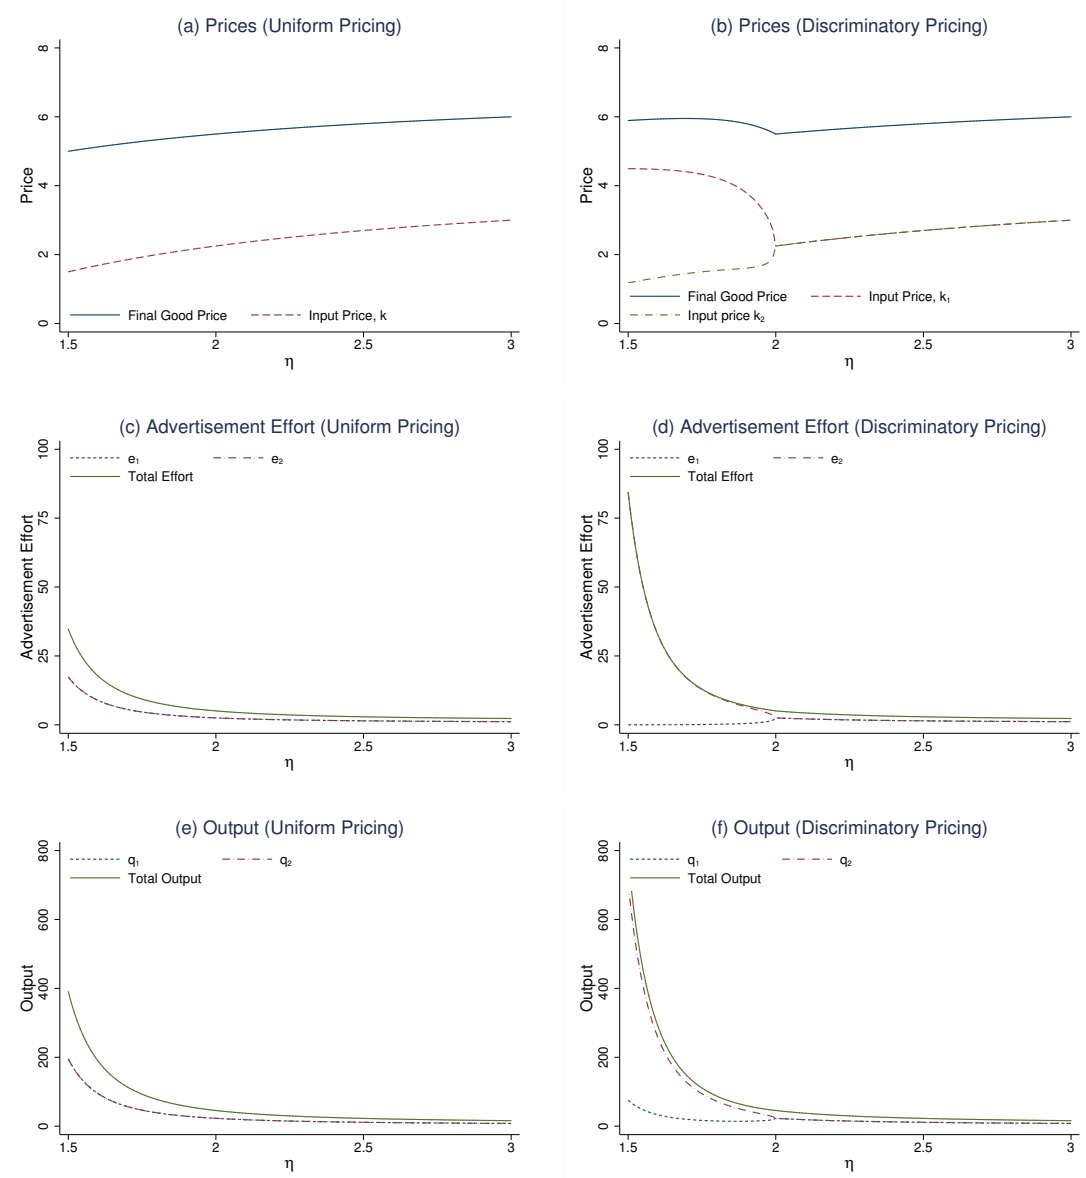 (a) Prices (Uniform Pricing)
Price
8
6
4
2
0
Final Good Price
Input Price, k
1.5
2
2.5
3
η
(b) Prices (Discriminatory Pricing)
Price
8
6
4
2
0
Final Good Price
Input Price, k₁
Input price k₂
1.5
2
2.5
3
η
(c) Advertisement Effort (Uniform Pricing)
Advertisement Effort
100
75
50
25
0
e₁
e₂
Total Effort
1.5
2
2.5
3
η
(d) Advertisement Effort (Discriminatory Pricing)
Advertisement Effort
100
75
50
25
0
e₁
e₂
Total Effort
1.5
2
2.5
3
η
(e) Output (Uniform Pricing)
Output
800
600
400
200
0
q₁
q₂
Total Output
1.5
2
2.5
3
η
(f) Output (Discriminatory Pricing)
Output
800
600
400
200
0
q₁
q₂
Total Output
1.5
2
2.5
3
η